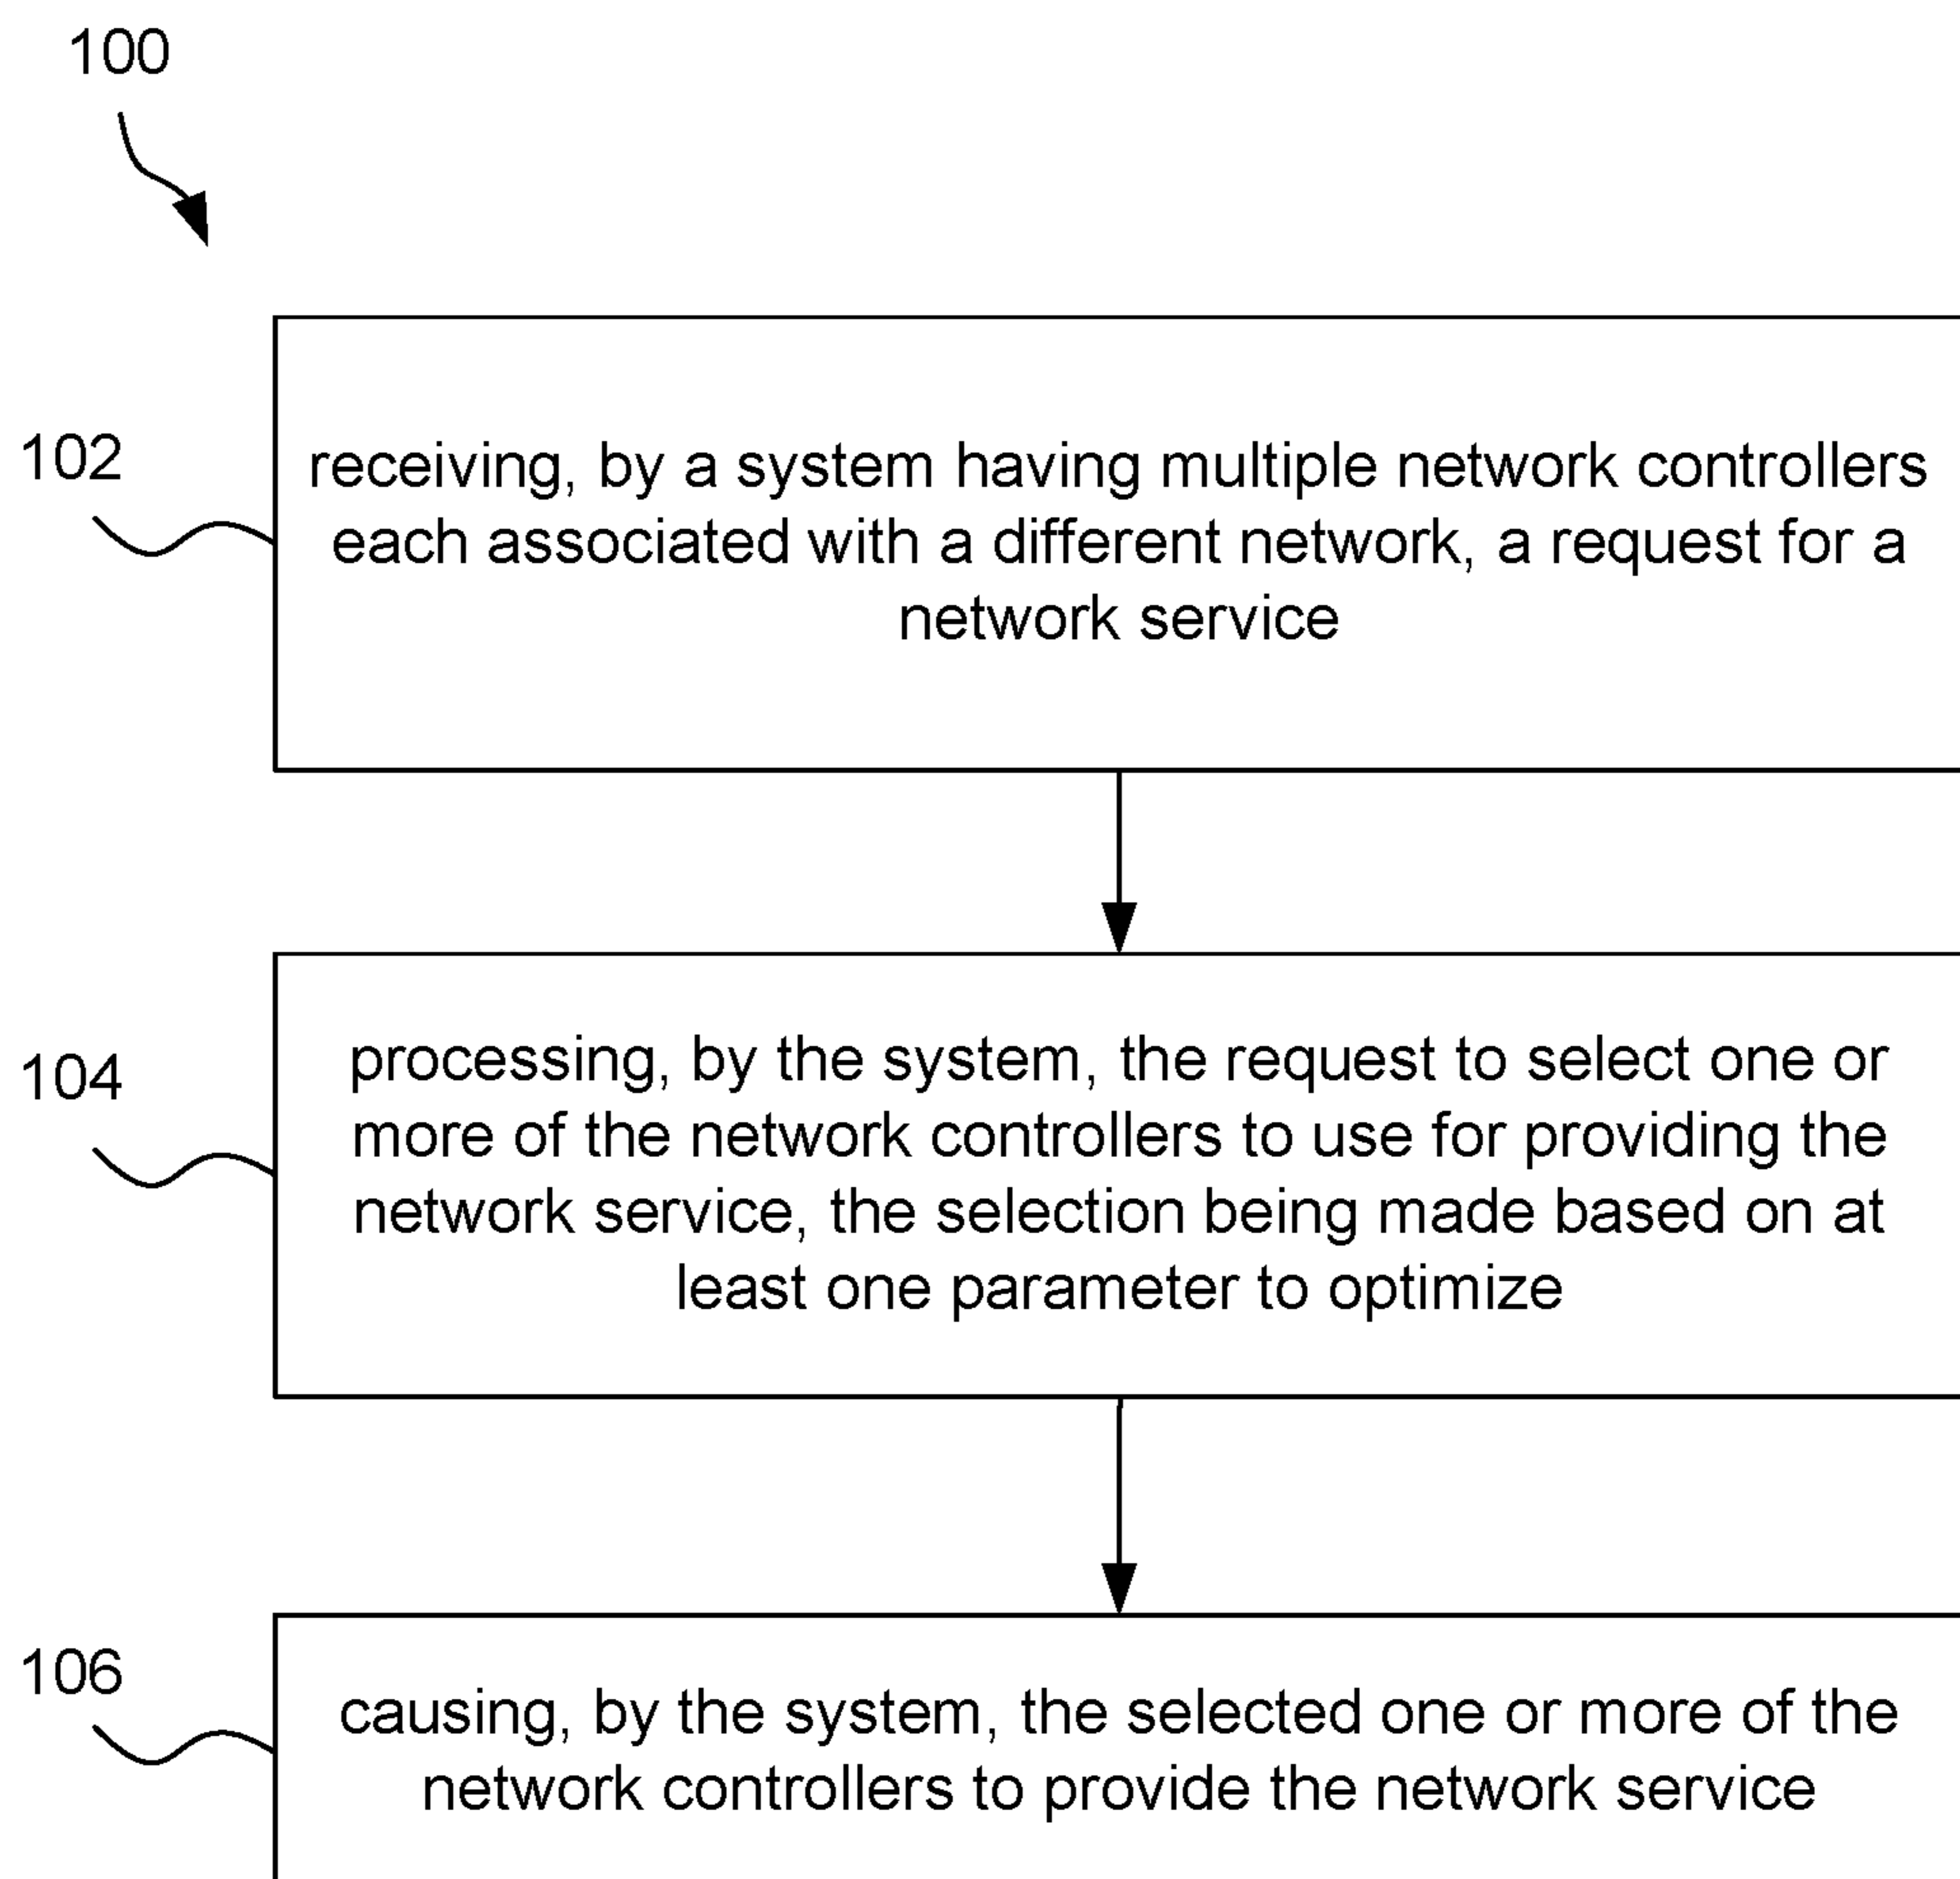 100
102
receiving, by a system having multiple network controllers
each associated with a different network, a request for a
network service
104
processing, by the system, the request to select one or
more of the network controllers to use for providing the
network service, the selection being made based on at
least one parameter to optimize
106
causing, by the system, the selected one or more of the
network controllers to provide the network service